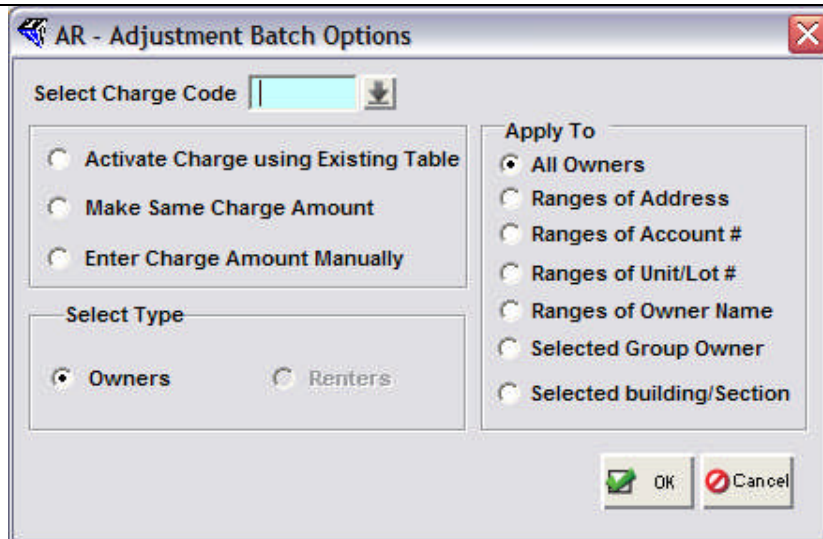 AR - Adjustment Batch Options
Select Charge Code
Activate Charge using Existing Table
Make Same Charge Amount
Enter Charge Amount Manually
Select Type
Owners
Renters
Apply To
All Owners
Ranges of Address
Ranges of Account #
Ranges of Unit/Lot #
Ranges of Owner Name
Selected Group Owner
Selected building/Section
OK
Cancel